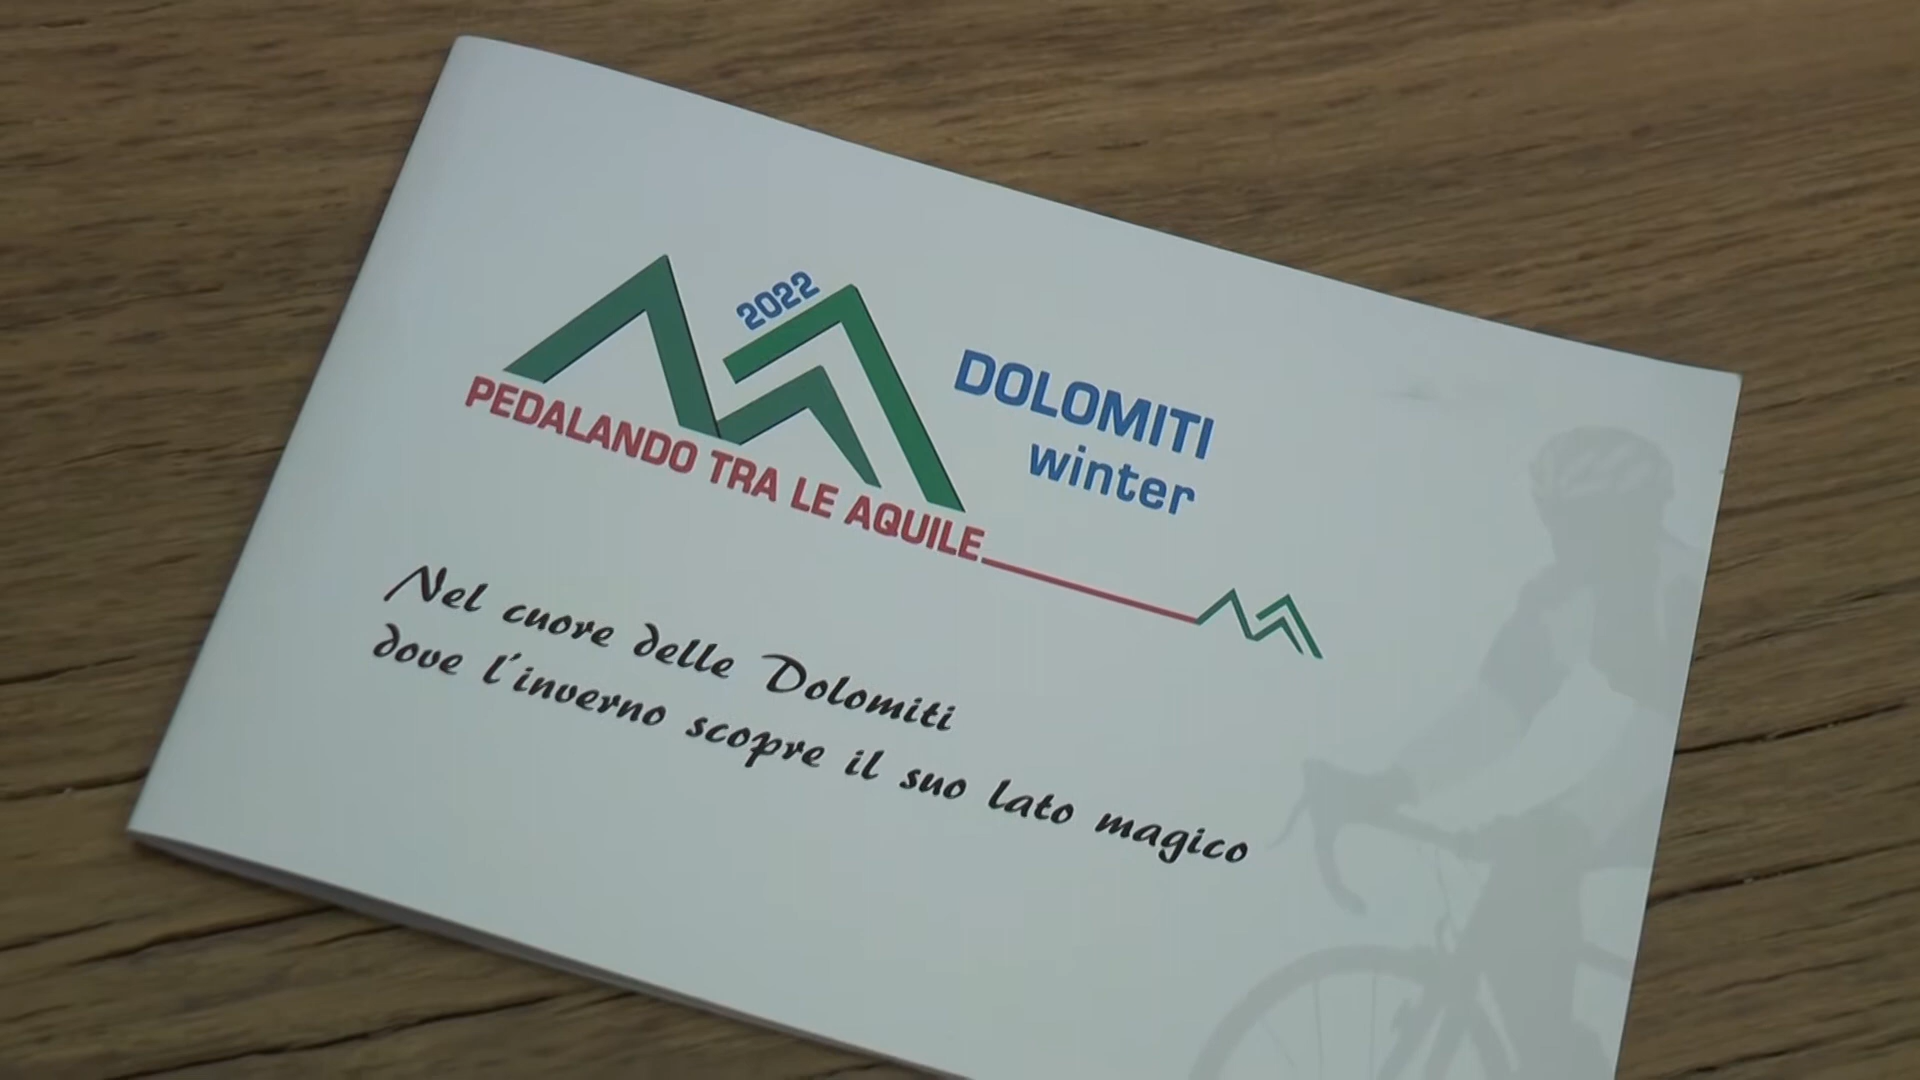 2022
DOLOMITI
winter
PEDALANDO TRA LE AQUILE
Nel cuore delle Dolomiti
dove l'inverno scopre il suo lato magico